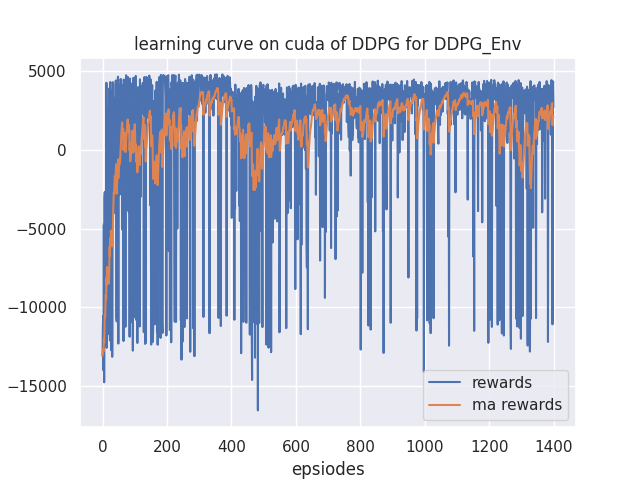 learning curve on cuda of DDPG for DDPG_Env
5000
0
−5000
−10000
−15000
rewards
ma rewards
0 200 400 600 800 1000 1200 1400
epsiodes